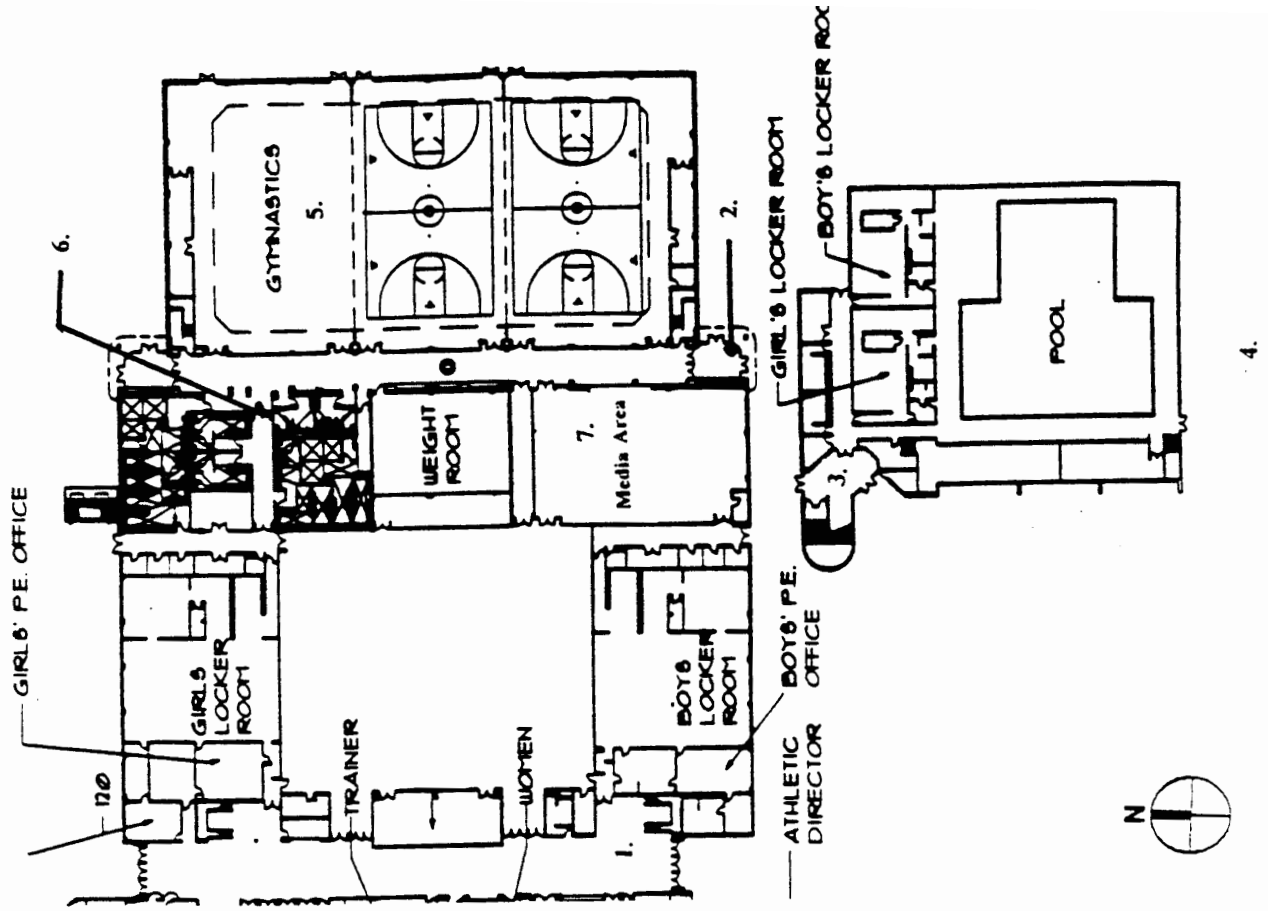 6.
GYMNASTICS
5.
2.
GIRL'S LOCKER ROOM
BOY'S LOCKER ROO
POOL
4.
3.
WEIGHT
ROOM
7.
Media Area
GIRLS' P.E. OFFICE
GIRLS
LOCKER
ROOM
120
TRAINER
WOMEN
BOYS
LOCKER
ROOM
BOYS' P.E.
OFFICE
1.
ATHLETIC
DIRECTOR
N